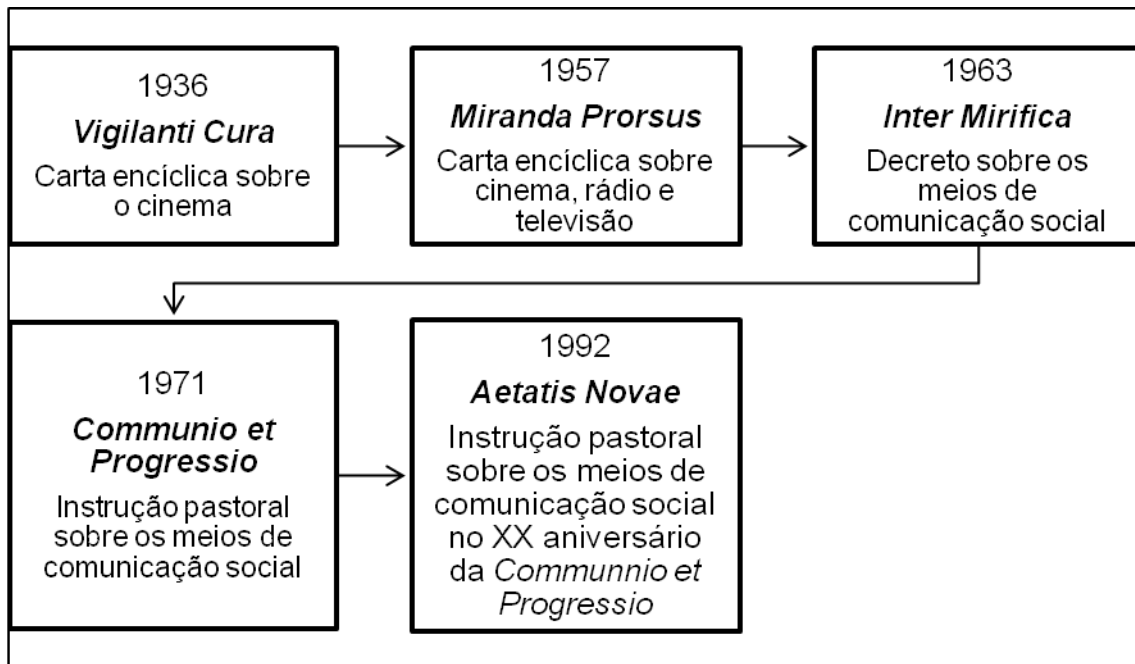 1936
Vigilanti Cura
Carta encíclica sobre
o cinema
1957
Miranda Prorsus
Carta encíclica sobre
cinema, rádio e
televisão
1963
Inter Mirifica
Decreto sobre os
meios de
comunicação social
1971
Communio et
Progressio
Instrução pastoral
sobre os meios de
comunicação social
1992
Aetatis Novae
Instrução pastoral
sobre os meios de
comunicação social
no XX aniversário
da Communnio et
Progressio